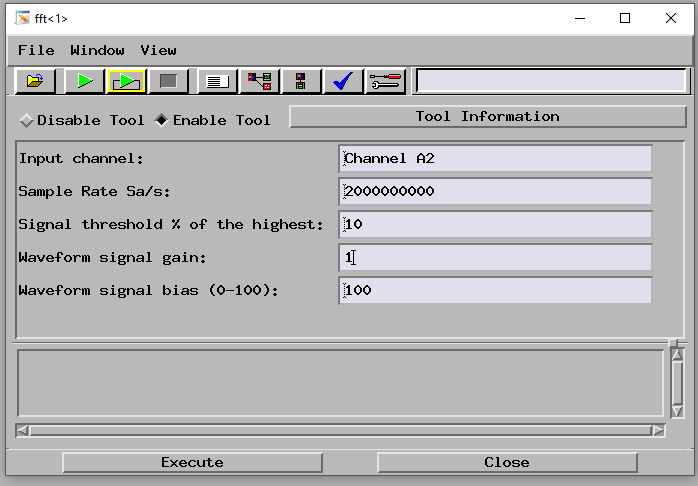 fft<1>
File Window View
Disable Tool Enable Tool Tool Information
Input channel: Channel A2
Sample Rate Sa/s: 2000000000
Signal threshold % of the highest: 10
Waveform signal gain: 1
Waveform signal bias (0-100): 100
Execute Close